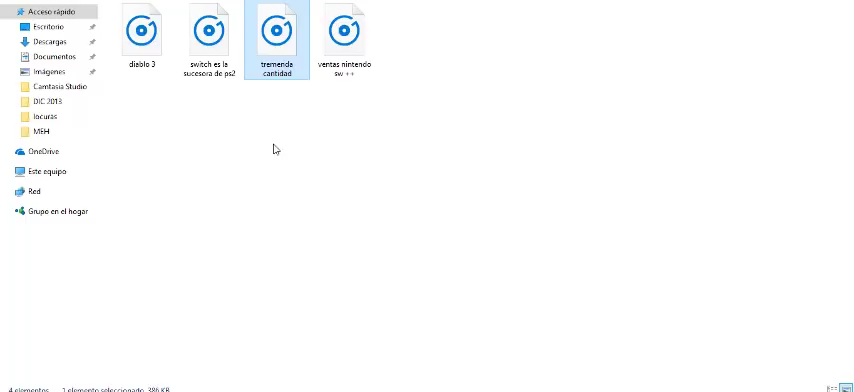 Acceso rápido
Escritorio
Descargas
Documentos
Imágenes
Camtasia Studio
DIC 2013
locuras
MEH
OneDrive
Este equipo
Red
Grupo en el hogar
diablo 3
switch es la
sucesora de ps2
tremenda
cantidad
ventas nintendo
sw ++
4 elementos
1 elemento seleccionado 386 KB